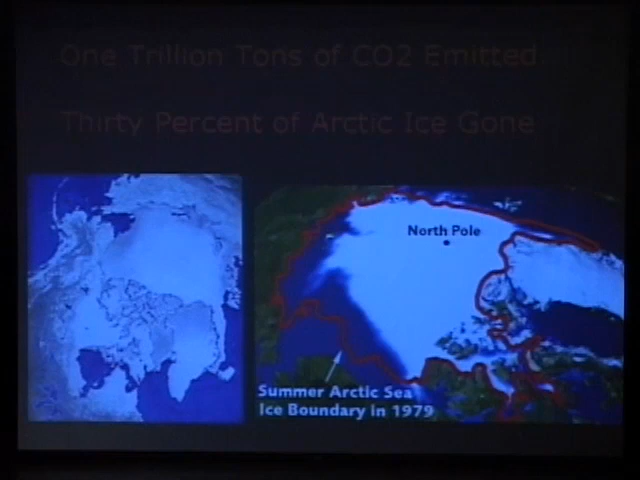 One Trillion Tons of CO2 Emitted
Thirty Percent of Arctic Ice Gone
North Pole
Summer Arctic Sea
Ice Boundary in 1979